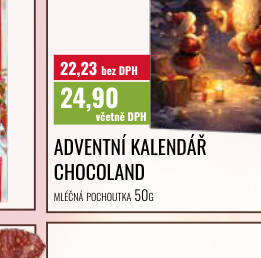 22,23 bez DPH
24,90
včetně DPH
ADVENTNÍ KALENDÁŘ
CHOCOLAND
MLÉČNÁ POCHOUTKA 50G